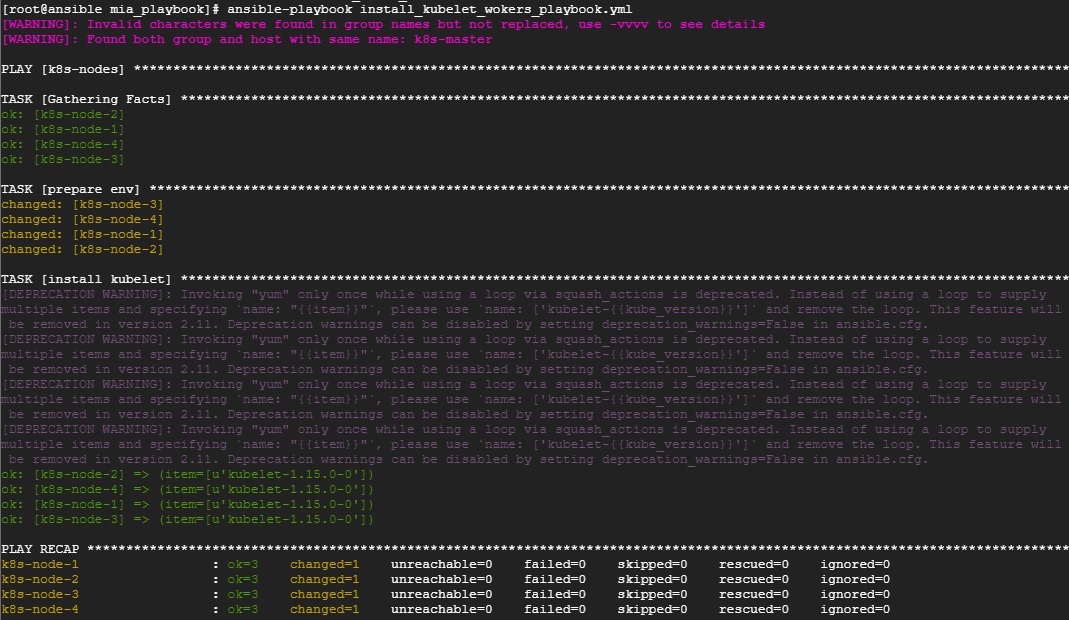 [root@ansible mia_playbook]# ansible-playbook install_kubelet_wokers_playbook.yml
[WARNING]: Invalid characters were found in group names but not replaced, use -vvvv to see details
[WARNING]: Found both group and host with same name: k8s-master
PLAY [k8s-nodes] ******************************************************************************************************************
TASK [Gathering Facts] ************************************************************************************************************
ok: [k8s-node-2]
ok: [k8s-node-1]
ok: [k8s-node-4]
ok: [k8s-node-3]
TASK [prepare env] ****************************************************************************************************************
changed: [k8s-node-3]
changed: [k8s-node-4]
changed: [k8s-node-1]
changed: [k8s-node-2]
TASK [install kubelet] ************************************************************************************************************
[DEPRECATION WARNING]: Invoking "yum" only once while using a loop via squash_actions is deprecated. Instead of using a loop to supply
multiple items and specifying `name: "{{item}}"`, please use `name: ['kubelet-{{kube_version}}']` and remove the loop. This feature will
be removed in version 2.11. Deprecation warnings can be disabled by setting deprecation_warnings=False in ansible.cfg.
[DEPRECATION WARNING]: Invoking "yum" only once while using a loop via squash_actions is deprecated. Instead of using a loop to supply
multiple items and specifying `name: "{{item}}"`, please use `name: ['kubelet-{{kube_version}}']` and remove the loop. This feature will
be removed in version 2.11. Deprecation warnings can be disabled by setting deprecation_warnings=False in ansible.cfg.
[DEPRECATION WARNING]: Invoking "yum" only once while using a loop via squash_actions is deprecated. Instead of using a loop to supply
multiple items and specifying `name: "{{item}}"`, please use `name: ['kubelet-{{kube_version}}']` and remove the loop. This feature will
be removed in version 2.11. Deprecation warnings can be disabled by setting deprecation_warnings=False in ansible.cfg.
[DEPRECATION WARNING]: Invoking "yum" only once while using a loop via squash_actions is deprecated. Instead of using a loop to supply
multiple items and specifying `name: "{{item}}"`, please use `name: ['kubelet-{{kube_version}}']` and remove the loop. This feature will
be removed in version 2.11. Deprecation warnings can be disabled by setting deprecation_warnings=False in ansible.cfg.
ok: [k8s-node-2] => (item=[u'kubelet-1.15.0-0'])
ok: [k8s-node-4] => (item=[u'kubelet-1.15.0-0'])
ok: [k8s-node-1] => (item=[u'kubelet-1.15.0-0'])
ok: [k8s-node-3] => (item=[u'kubelet-1.15.0-0'])
PLAY RECAP ************************************************************************************************************************
k8s-node-1 : ok=3 changed=1 unreachable=0 failed=0 skipped=0 rescued=0 ignored=0
k8s-node-2 : ok=3 changed=1 unreachable=0 failed=0 skipped=0 rescued=0 ignored=0
k8s-node-3 : ok=3 changed=1 unreachable=0 failed=0 skipped=0 rescued=0 ignored=0
k8s-node-4 : ok=3 changed=1 unreachable=0 failed=0 skipped=0 rescued=0 ignored=0